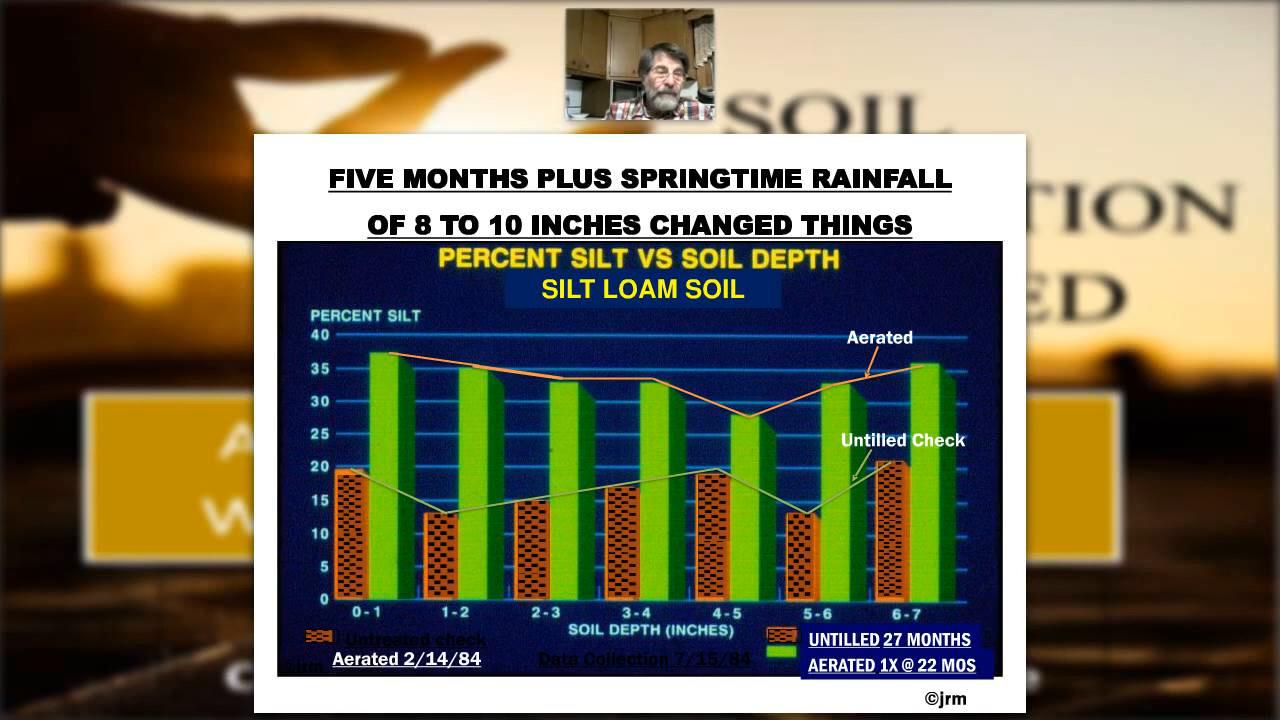 SOIL
TION
ED
FIVE MONTHS PLUS SPRINGTIME RAINFALL
OF 8 TO 10 INCHES CHANGED THINGS
PERCENT SILT VS SOIL DEPTH
SILT LOAM SOIL
PERCENT SILT
40
35
30
25
20
15
10
5
0
Aerated
Untilled Check
0-1 1-2 2-3 3-4 4-5 5-6 6-7
SOIL DEPTH (INCHES)
Untreated check
Aerated 2/14/84
Data Collection 7/15/84
UNTILLED 27 MONTHS
AERATED 1X @ 22 MOS
©jrm